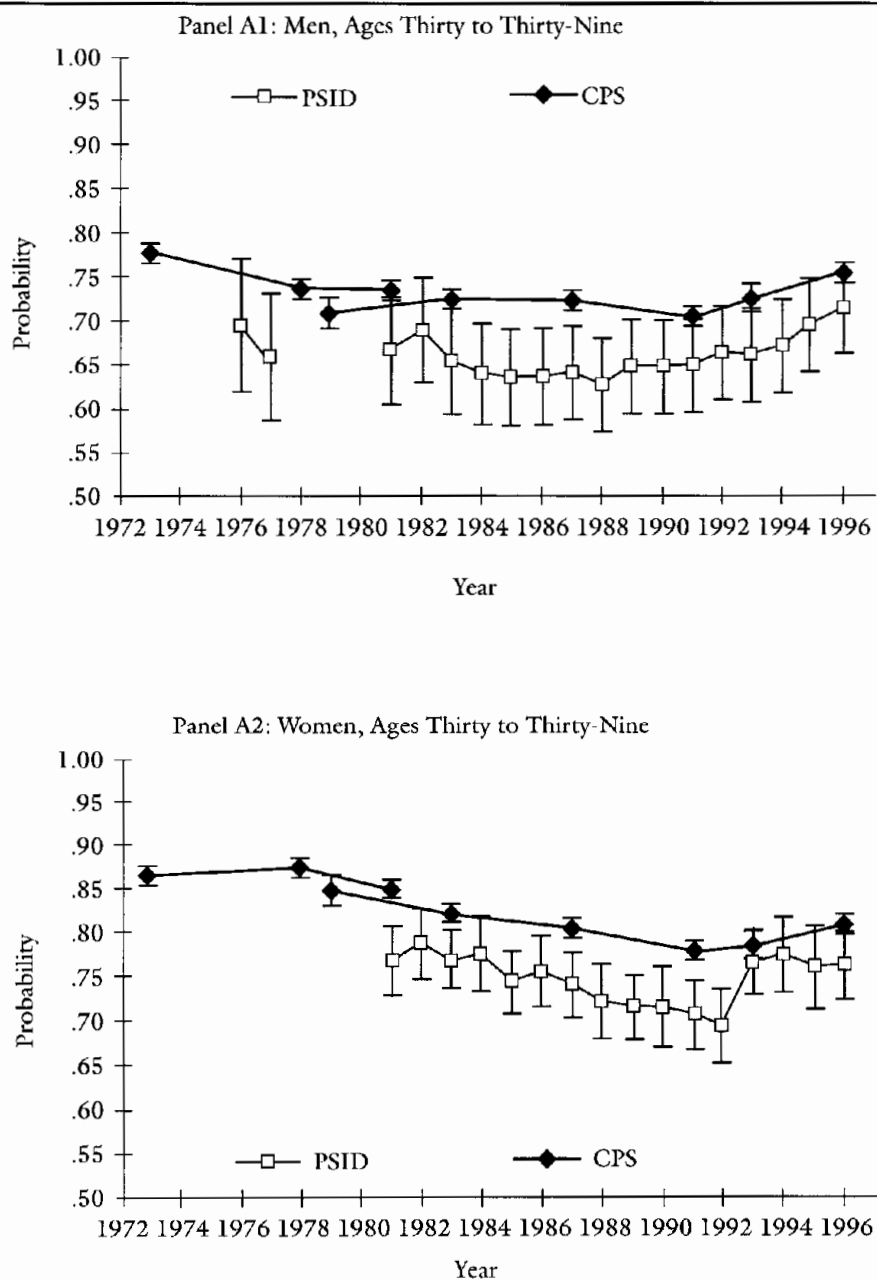 Panel A1: Men, Ages Thirty to Thirty-Nine
1.00
PSID
CPS
.95
.90
.85
.80
.75
.70
.65
.60
.55
.50
Probability
1972 1974 1976 1978 1980 1982 1984 1986 1988 1990 1992 1994 1996
Year
Panel A2: Women, Ages Thirty to Thirty-Nine
1.00
.95
.90
.85
.80
.75
.70
.65
.60
.55
.50
Probability
PSID
CPS
1972 1974 1976 1978 1980 1982 1984 1986 1988 1990 1992 1994 1996
Year